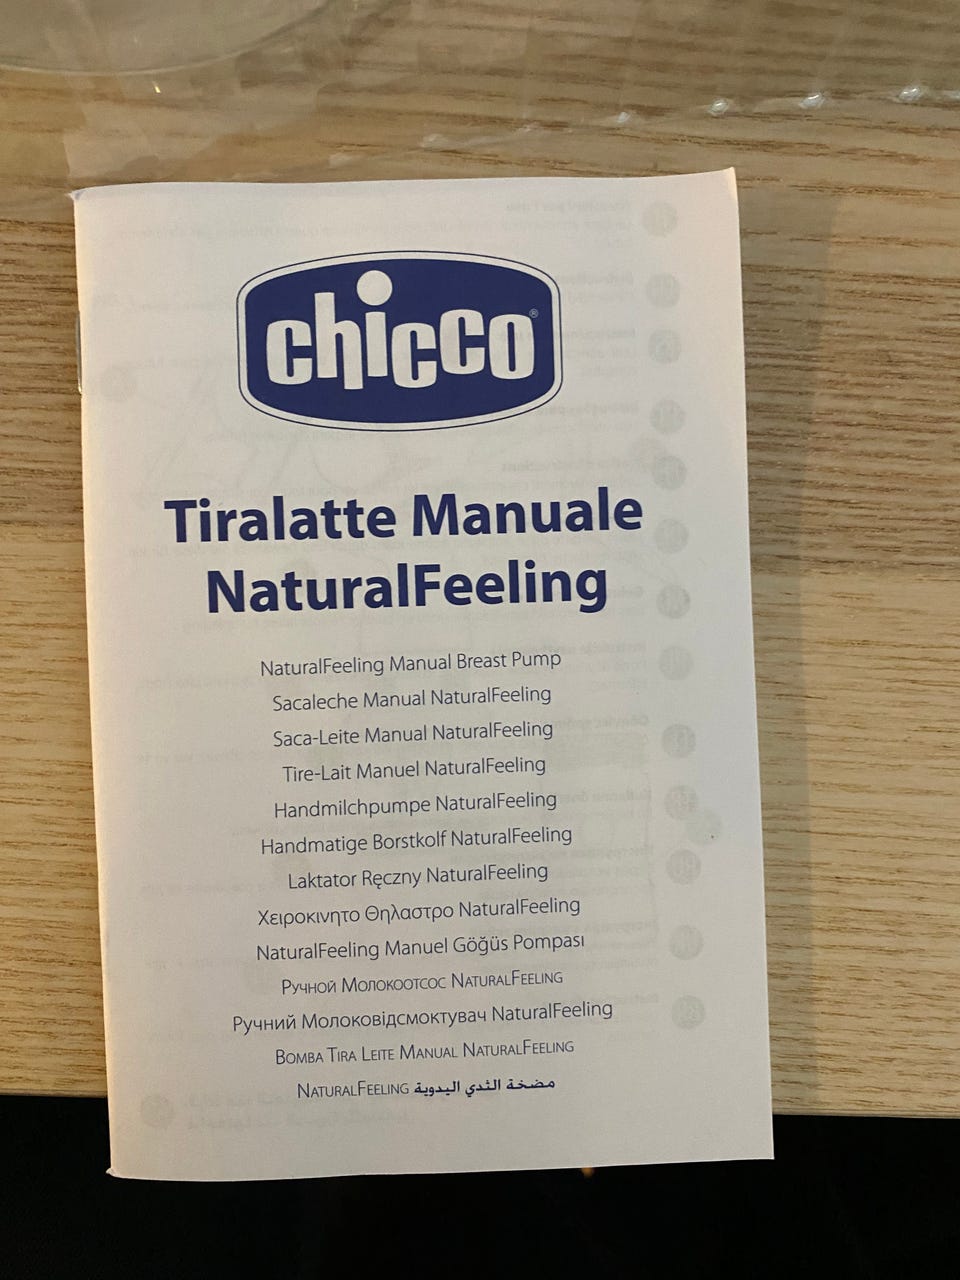 chicco®
Tiralatte Manuale
NaturalFeeling
NaturalFeeling Manual Breast Pump
Sacaleche Manual NaturalFeeling
Saca-Leite Manual NaturalFeeling
Tire-Lait Manuel NaturalFeeling
Handmilchpumpe NaturalFeeling
Handmatige Borstkolf NaturalFeeling
Laktator Ręczny NaturalFeeling
Χειροκινητο Θηλαστρο NaturalFeeling
NaturalFeeling Manuel Göğüs Pompası
Ручной Молокоотсос NaturalFeeling
Ручний Молоковідсмоктувач NaturalFeeling
Bomba Tira Leite Manual NaturalFeeling
NaturalFeeling مضخة الثدي اليدوية